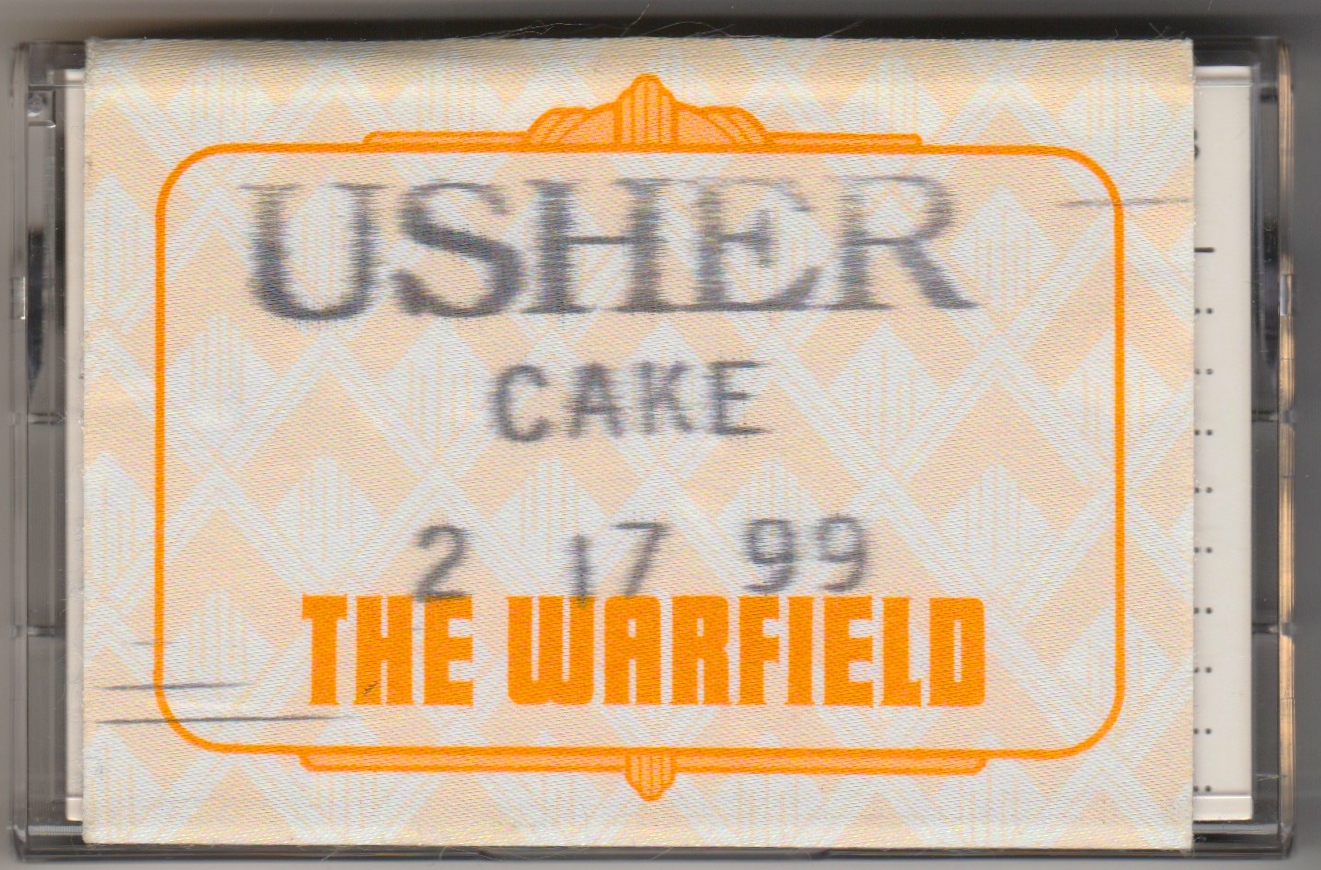 USHER
CAKE
2 17 99
THE WARFIELD